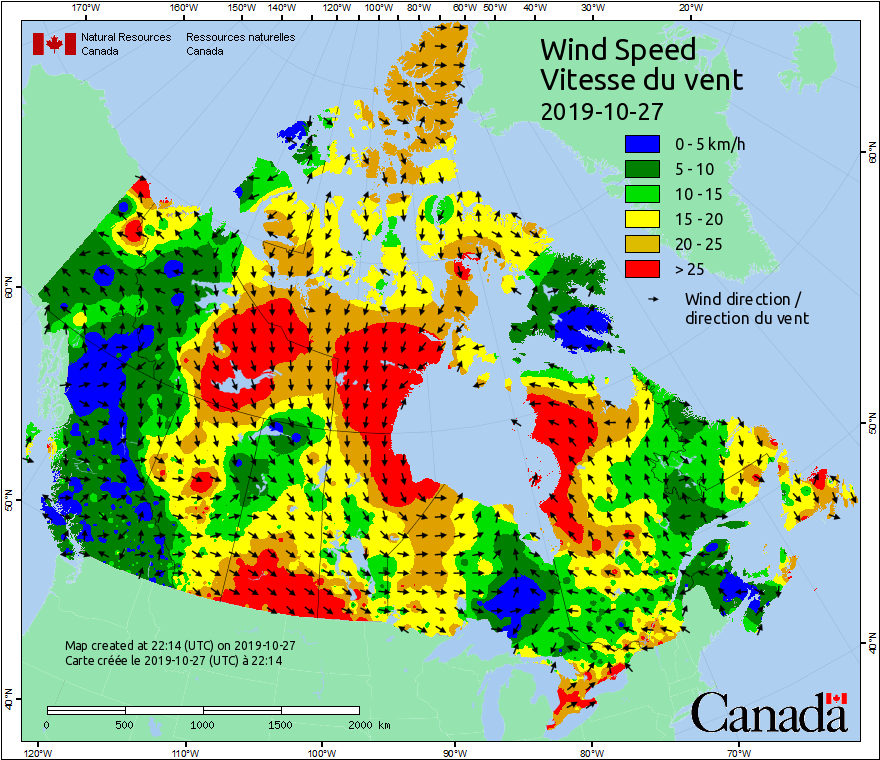 170°W 160°W 150°W 140°W 120°W 100°W 80°W 60°W 50°W 40°W 30°W 20°W
Natural Resources Ressources naturelles
Canada Canada
Wind Speed
Vitesse du vent
2019-10-27
0 - 5 km/h
5 - 10
10 - 15
15 - 20
20 - 25
> 25
Wind direction /
direction du vent
60°N
50°N
40°N
60°N
50°N
40°N
Map created at 22:14 (UTC) on 2019-10-27
Carte créée le 2019-10-27 (UTC) à 22:14
0 500 1000 1500 2000 km
Canada
120°W 110°W 100°W 90°W 80°W 70°W